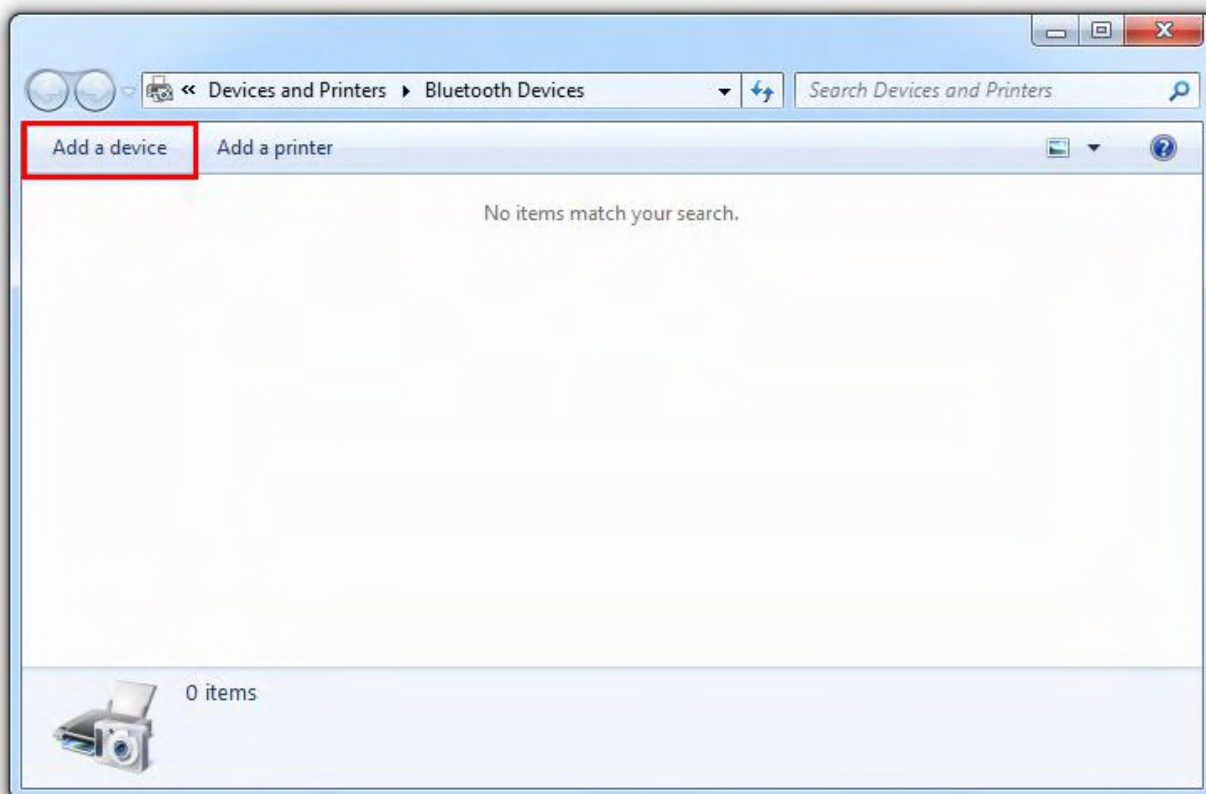 « Devices and Printers ▸ Bluetooth Devices
Search Devices and Printers
Add a device Add a printer
No items match your search.
0 items